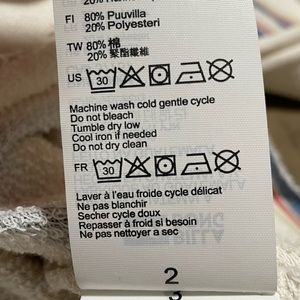 FI 80% Puuvilla
20% Polyesteri
TW 80% 棉
20% 聚酯纖維
US 30
Machine wash cold gentle cycle
Do not bleach
Tumble dry low
Cool iron if needed
Do not dry clean
FR 30
Laver à l'eau froide cycle délicat
Ne pas blanchir
Secher cycle doux
Repasser à froid si besoin
Ne pas nettoyer a sec
2
3